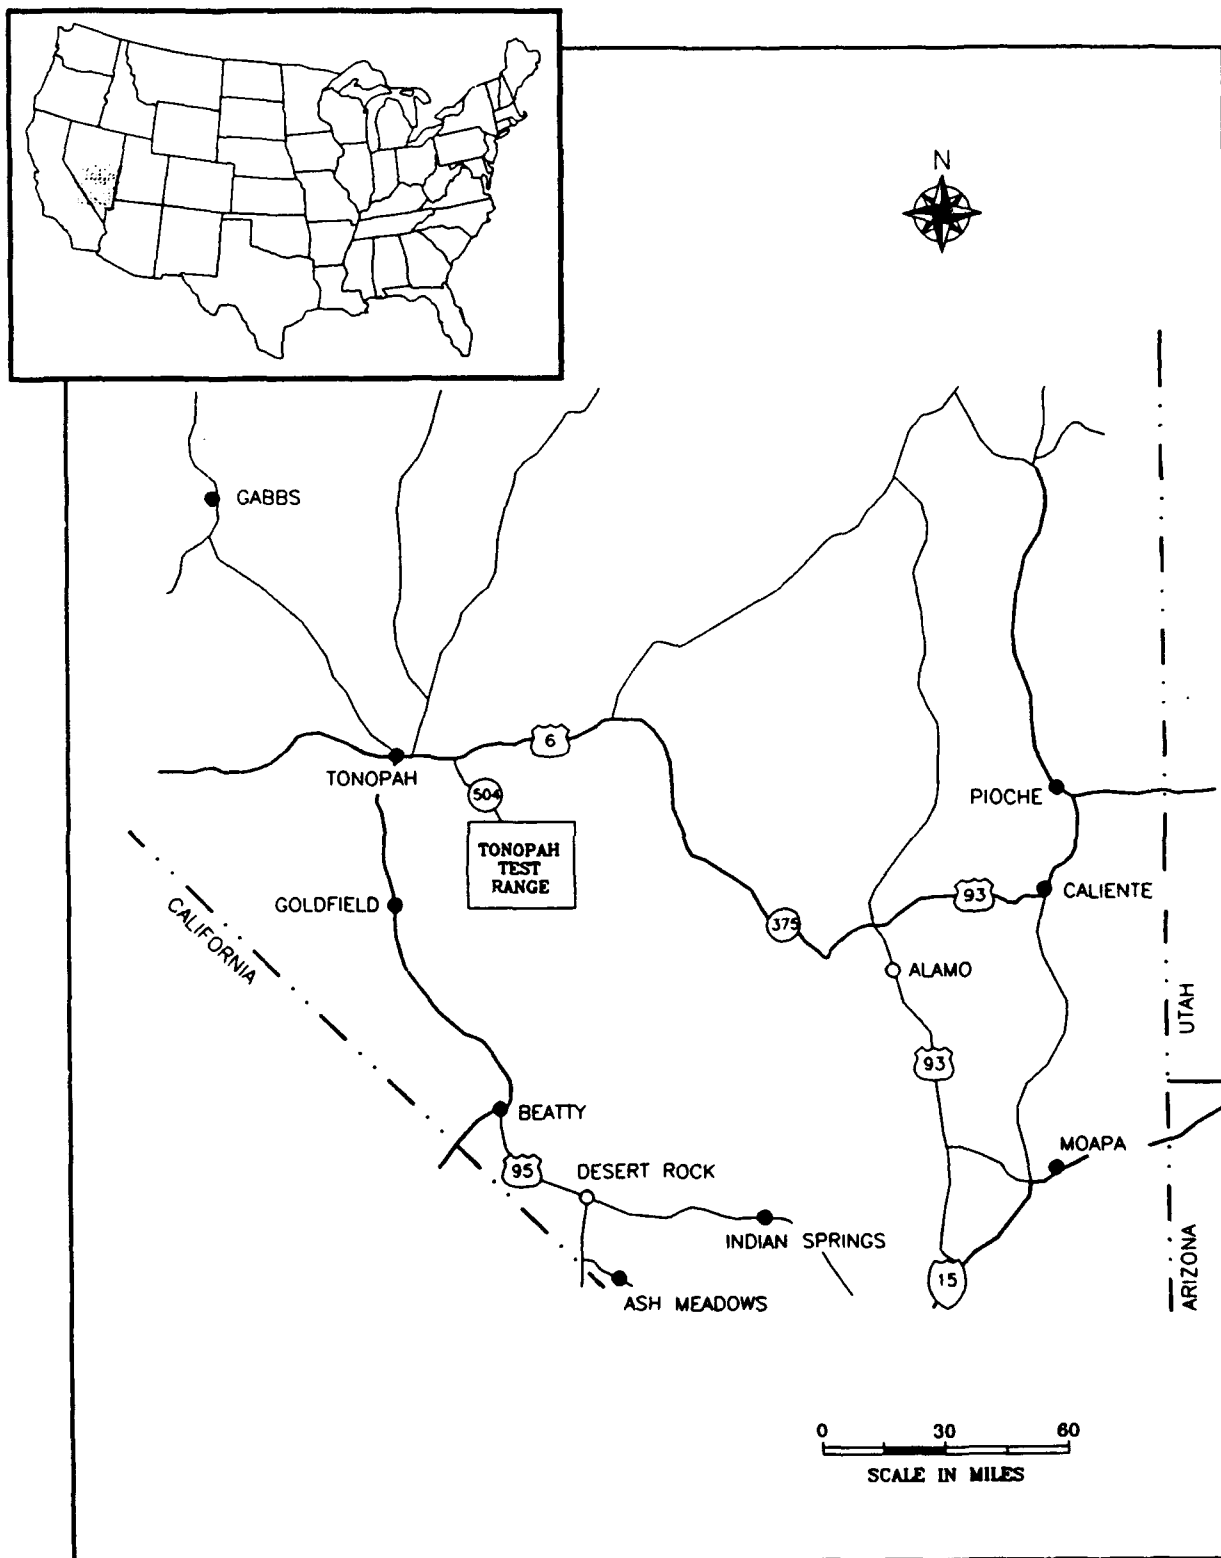 N
GABBS
6
TONOPAH
504
PIOCHE
TONOPAH
TEST
RANGE
93
CALIENTE
GOLDFIELD
375
CALIFORNIA
ALAMO
UTAH
93
BEATTY
MOAPA
95
DESERT ROCK
INDIAN SPRINGS
15
ARIZONA
ASH MEADOWS
0 30 60
SCALE IN MILES